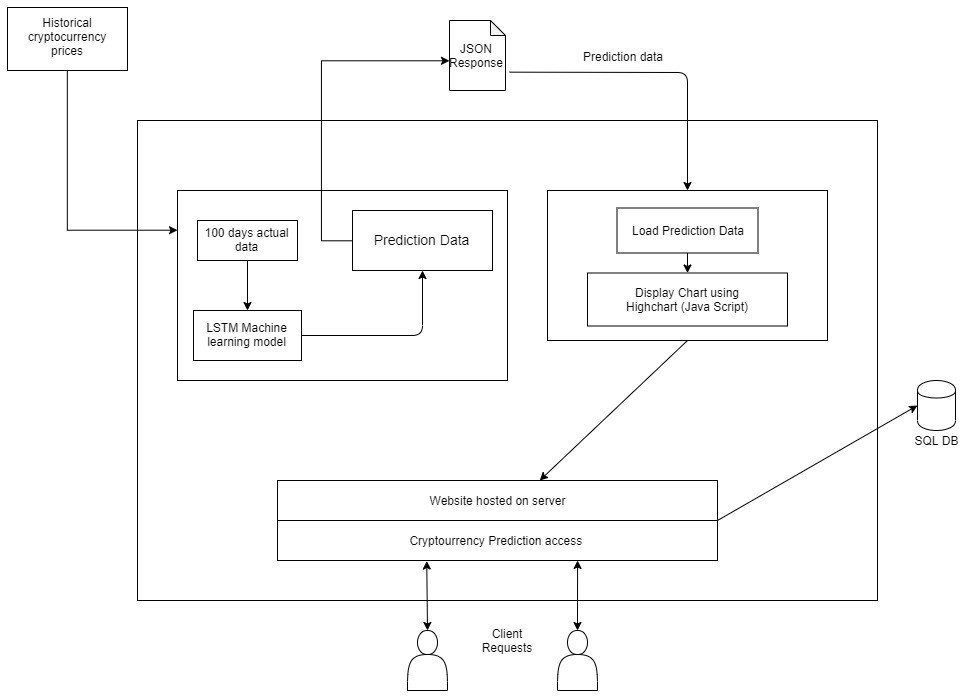 Historical
cryptocurrency
prices
JSON
Response
Prediction data
100 days actual
data
Prediction Data
LSTM Machine
learning model
Load Prediction Data
Display Chart using
Highchart (Java Script)
SQL DB
Website hosted on server
Cryptourrency Prediction access
Client
Requests